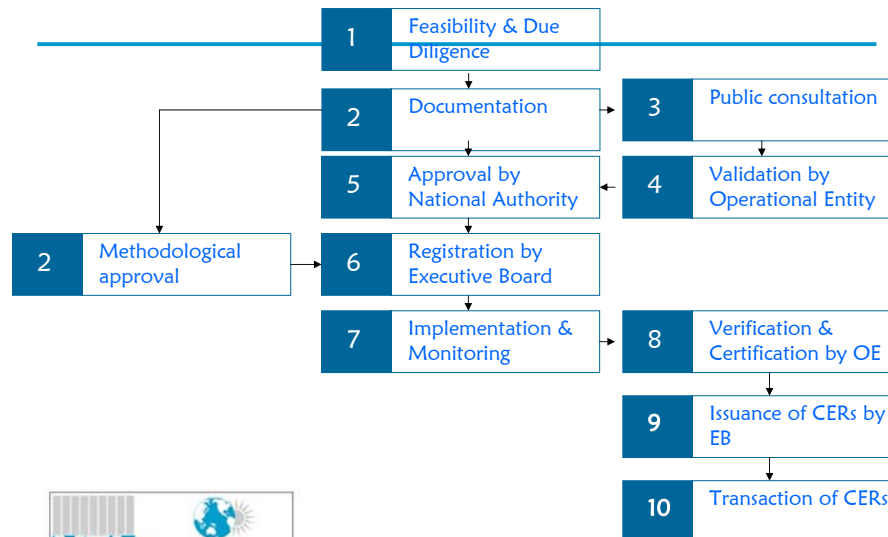 1
Feasibility & Due
Diligence
2
Documentation
3
Public consultation
5
Approval by
National Authority
4
Validation by
Operational Entity
2
Methodological
approval
6
Registration by
Executive Board
7
Implementation &
Monitoring
8
Verification &
Certification by OE
9
Issuance of CERs by
EB
10
Transaction of CERs